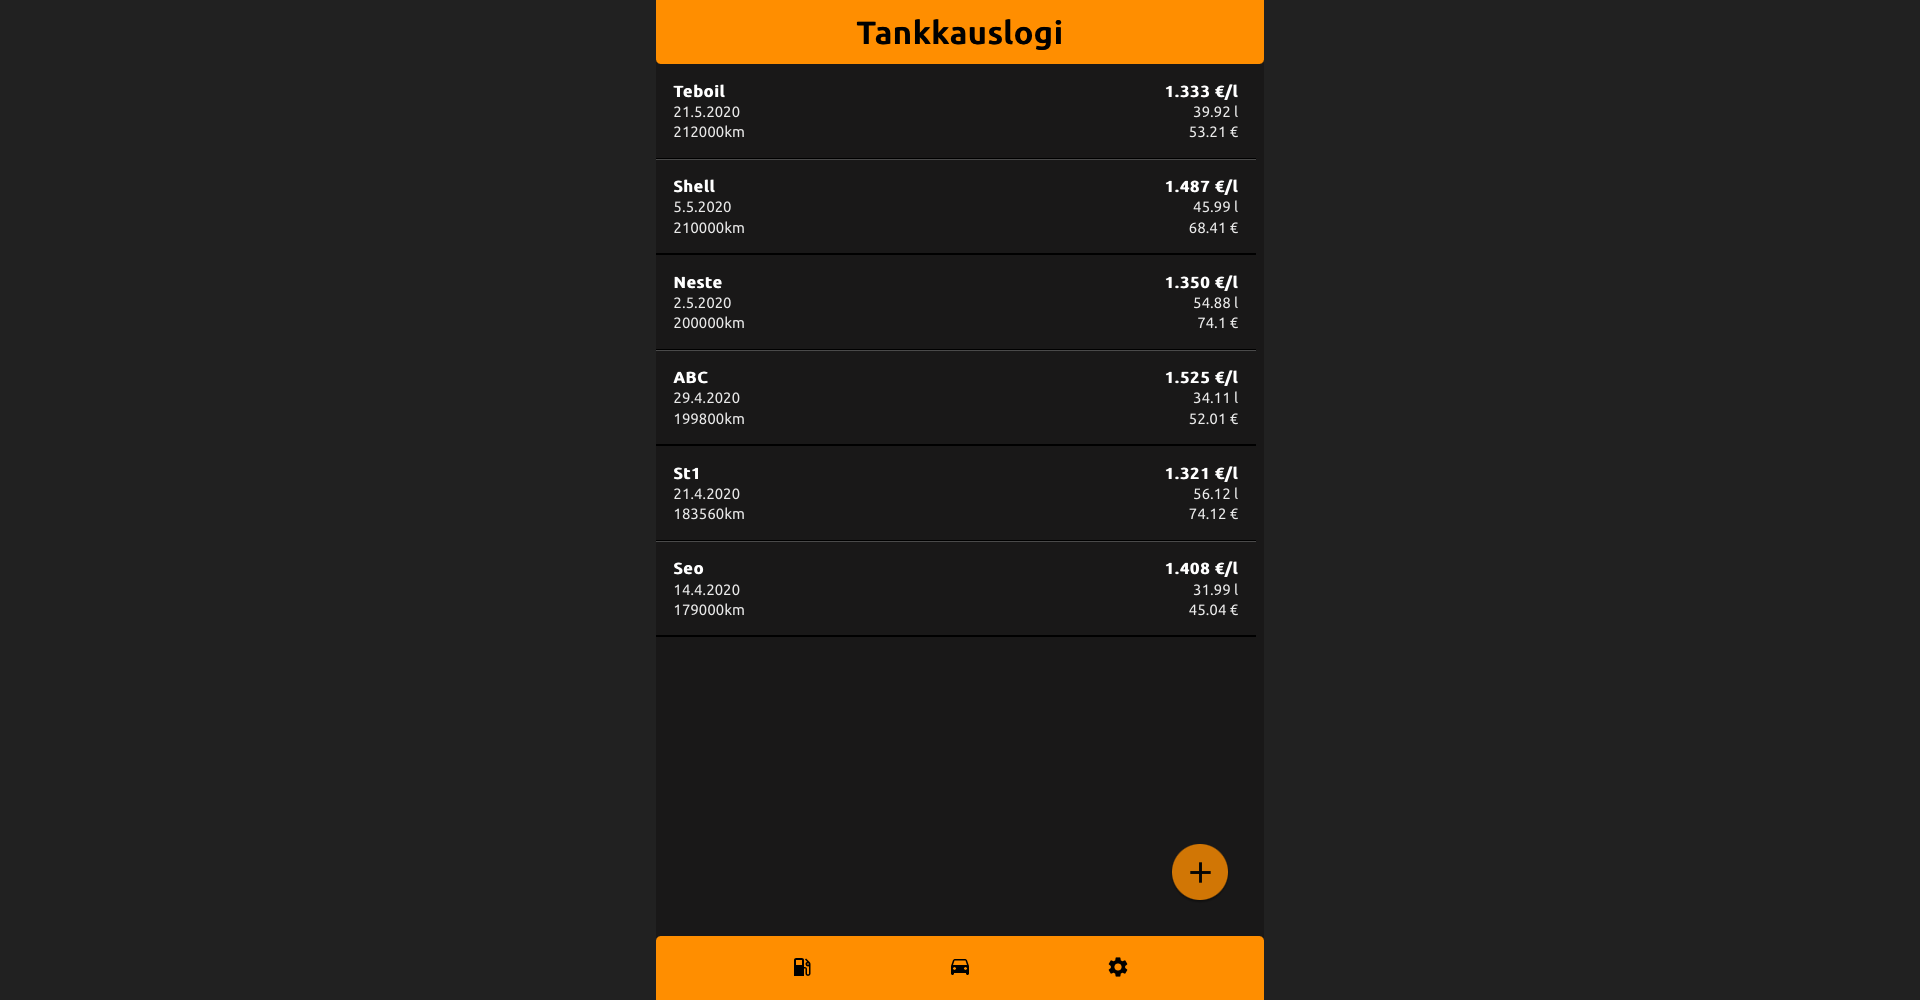 Tankkauslogi
Teboil 1.333 €/l
21.5.2020 39.92 l
212000km 53.21 €
Shell 1.487 €/l
5.5.2020 45.99 l
210000km 68.41 €
Neste 1.350 €/l
2.5.2020 54.88 l
200000km 74.1 €
ABC 1.525 €/l
29.4.2020 34.11 l
199800km 52.01 €
St1 1.321 €/l
21.4.2020 56.12 l
183560km 74.12 €
Seo 1.408 €/l
14.4.2020 31.99 l
179000km 45.04 €